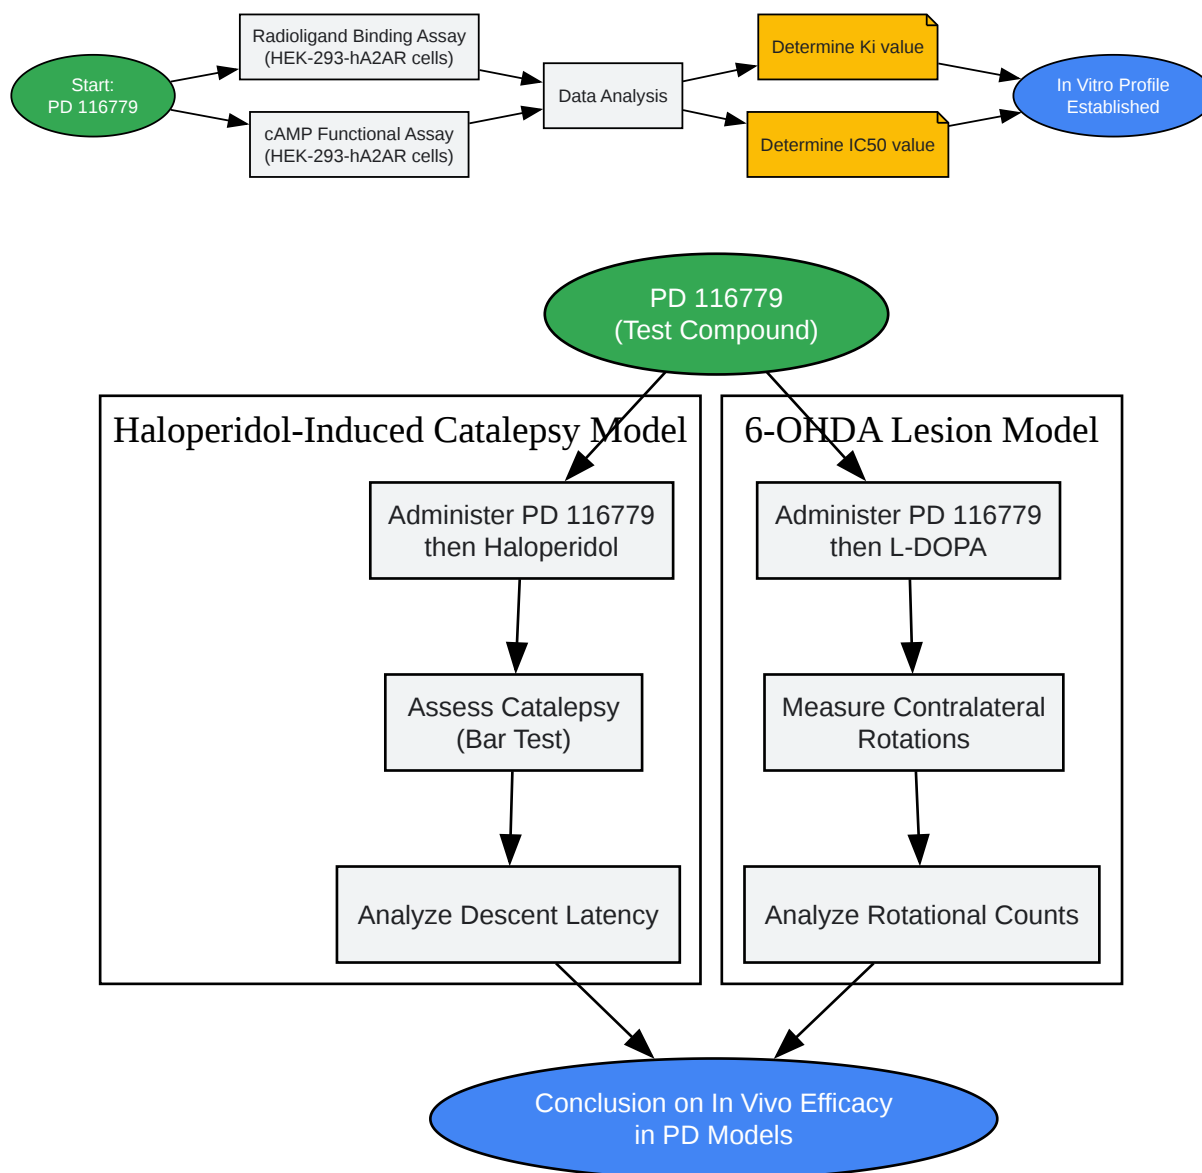 Start:
PD 116779
Radioligand Binding Assay
(HEK-293-hA2AR cells)
cAMP Functional Assay
(HEK-293-hA2AR cells)
Data Analysis
Determine Ki value
Determine IC50 value
In Vitro Profile
Established
PD 116779
(Test Compound)
Haloperidol-Induced Catalepsy Model
Administer PD 116779
then Haloperidol
Assess Catalepsy
(Bar Test)
Analyze Descent Latency
6-OHDA Lesion Model
Administer PD 116779
then L-DOPA
Measure Contralateral
Rotations
Analyze Rotational Counts
Conclusion on In Vivo Efficacy
in PD Models